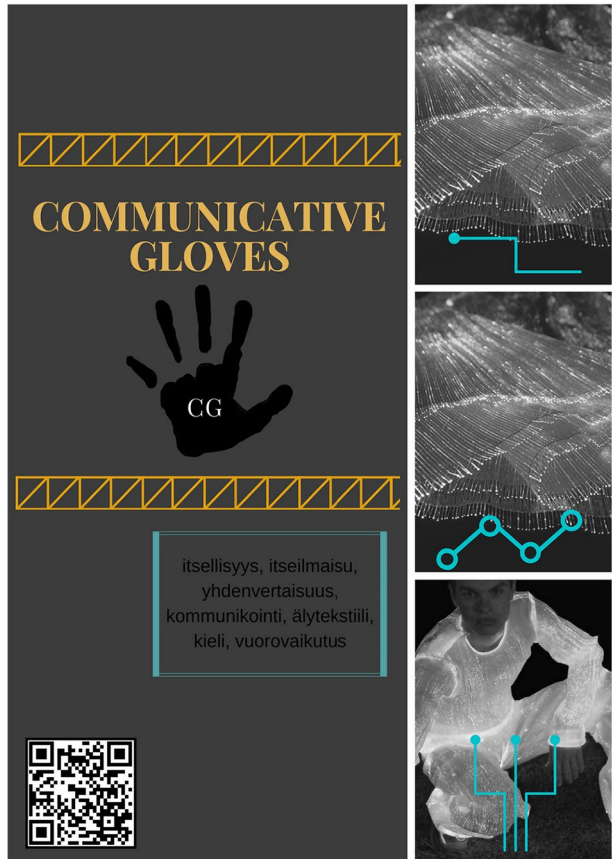 COMMUNICATIVE
GLOVES
CG
itsellisyys, itseilmaisu,
yhdenvertaisuus,
kommunikointi, älytekstiili,
kieli, vuorovaikutus